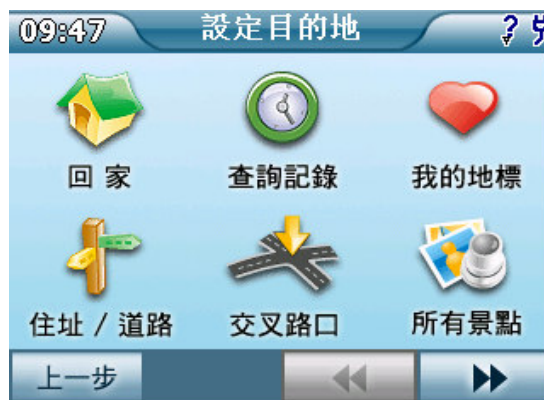 09:47 設定目的地 ?
回家 查詢記錄 我的地標
住址 / 道路 交叉路口 所有景點
上一步